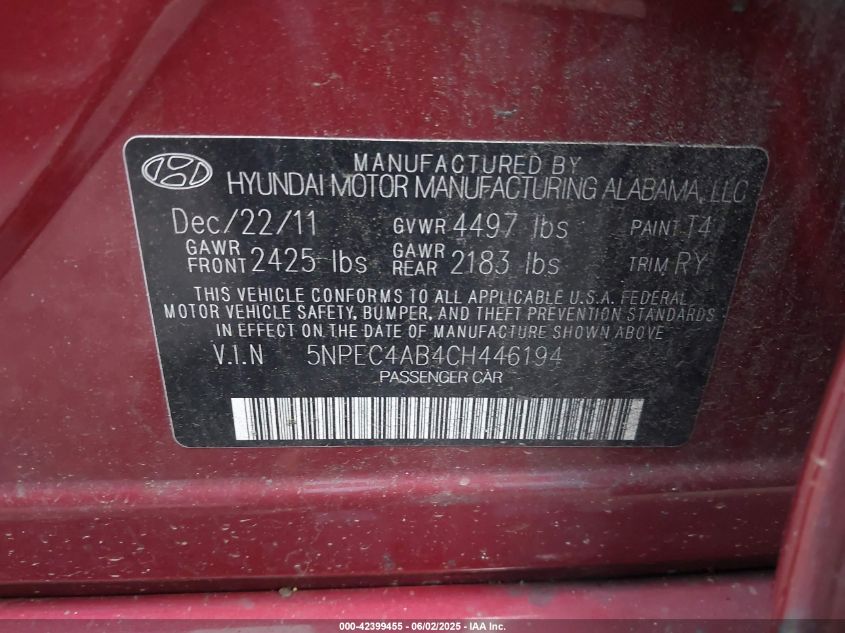 MANUFACTURED BY
HYUNDAI MOTOR MANUFACTURING ALABAMA, LLC
Dec/22/11 GVWR 4497 lbs PAINT T4
GAWR FRONT 2425 lbs GAWR REAR 2183 lbs TRIM RY
THIS VEHICLE CONFORMS TO ALL APPLICABLE U.S.A. FEDERAL
MOTOR VEHICLE SAFETY, BUMPER, AND THEFT PREVENTION STANDARDS
IN EFFECT ON THE DATE OF MANUFACTURE SHOWN ABOVE
V.I.N 5NPEC4AB4CH446194
PASSENGER CAR
000-42399455 - 06/02/2025 - IAA Inc.